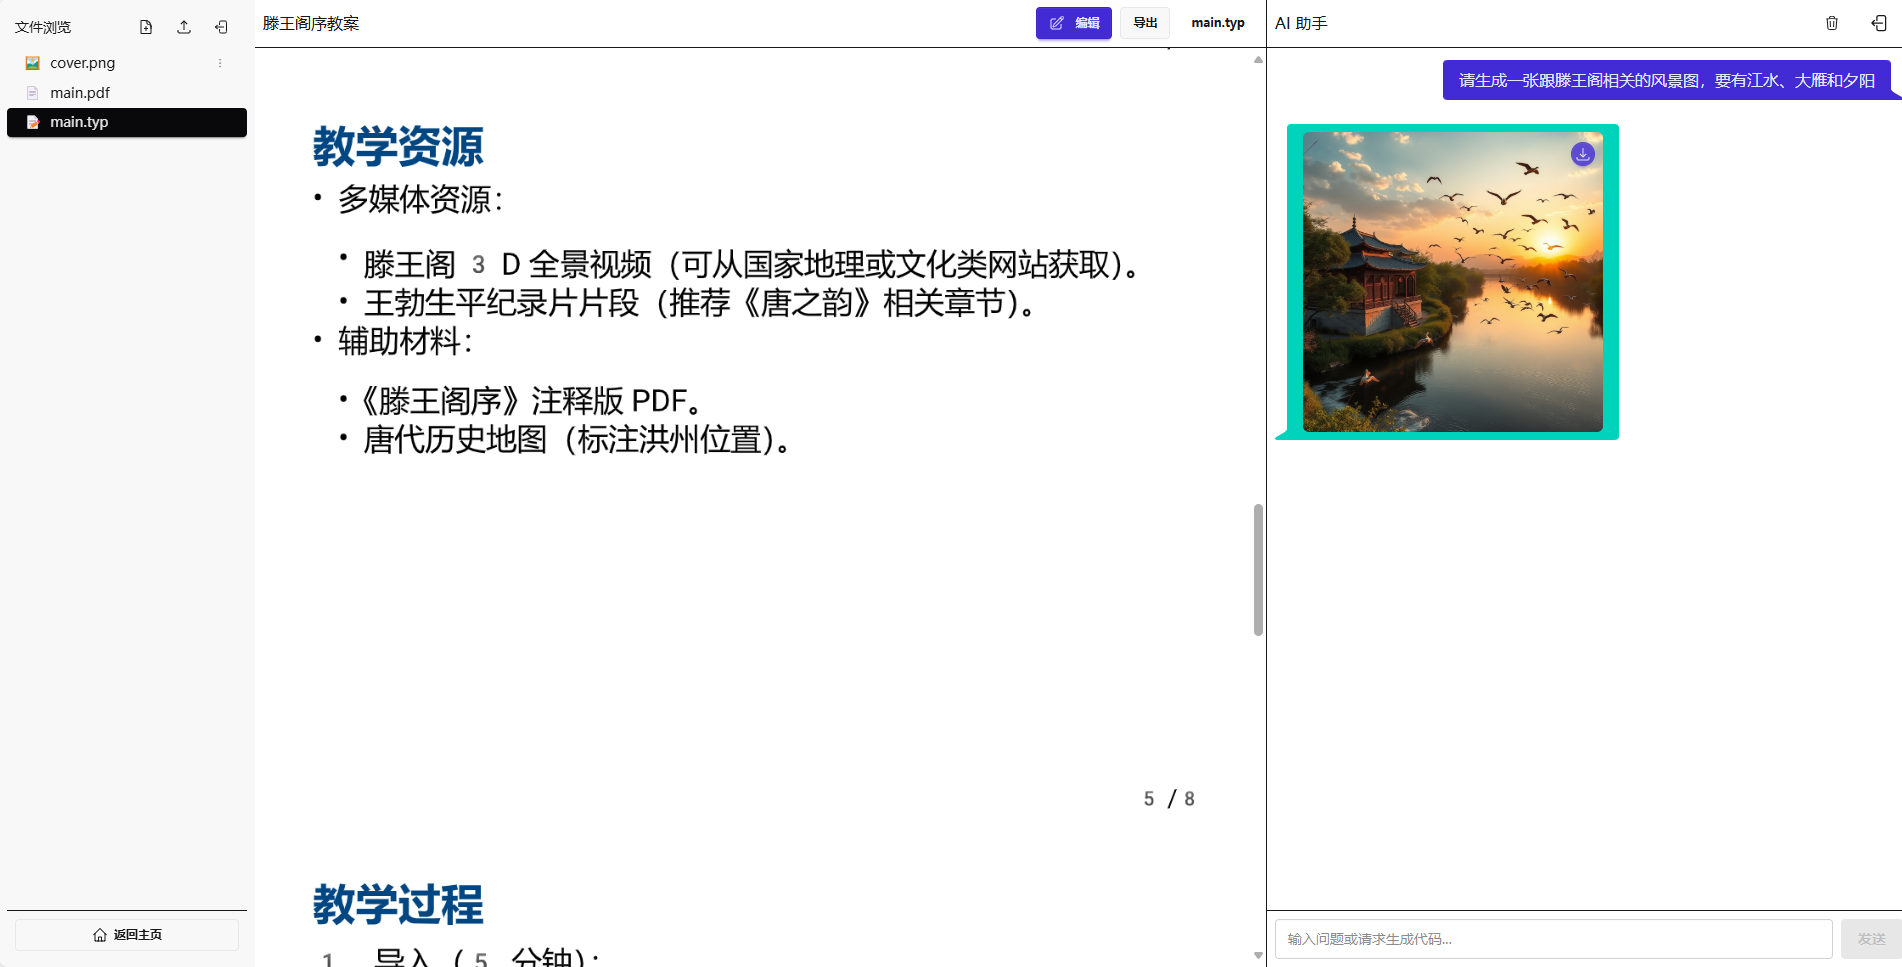 文件浏览
cover.png
main.pdf
main.typ
返回主页
滕王阁序教案
编辑
导出
main.typ
教学资源
• 多媒体资源：
• 滕王阁 3 D 全景视频（可从国家地理或文化类网站获取）。
• 王勃生平纪录片片段（推荐《唐之韵》相关章节）。
• 辅助材料：
•《滕王阁序》注释版 PDF。
• 唐代历史地图（标注洪州位置）。
5 / 8
教学过程
1 导入（5 分钟）：
AI 助手
请生成一张跟滕王阁相关的风景图，要有江水、大雁和夕阳
输入问题或请求生成代码...
发送